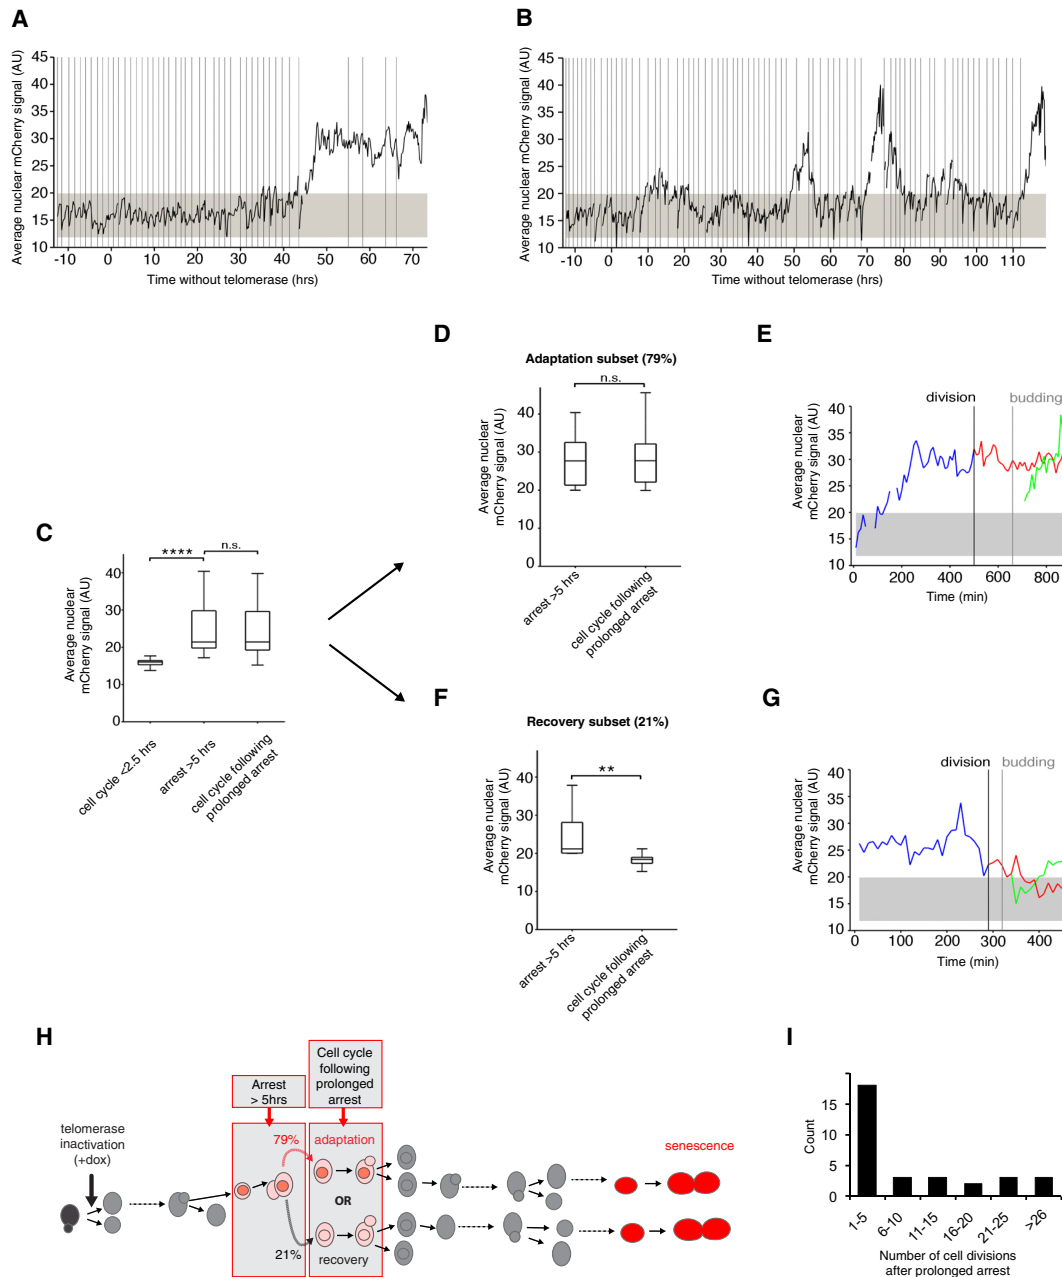 A
Average nuclear mCherry signal (AU)
45
40
35
30
25
20
15
10
-10 0 10 20 30 40 50 60 70
Time without telomerase (hrs)
B
Average nuclear mCherry signal (AU)
45
40
35
30
25
20
15
10
-10 0 10 20 30 40 50 60 70 80 90 100 110
Time without telomerase (hrs)
C
Average nuclear
mCherry signal (AU)
40
30
20
10
0
****
n.s.
cell cycle <2.5 hrs
arrest >5 hrs
cell cycle following
prolonged arrest
D
Adaptation subset (79%)
Average nuclear
mCherry signal (AU)
40
30
20
10
0
n.s.
arrest >5 hrs
cell cycle following
prolonged arrest
E
division
budding
Average nuclear
mCherry signal (AU)
40
35
30
25
20
15
10
0 200 400 600 800
Time (min)
F
Recovery subset (21%)
Average nuclear
mCherry signal (AU)
40
30
20
10
0
**
arrest >5 hrs
cell cycle following
prolonged arrest
G
division
budding
Average nuclear
mCherry signal (AU)
40
35
30
25
20
15
10
0 100 200 300 400
Time (min)
H
telomerase
inactivation
(+dox)
Arrest
> 5hrs
Cell cycle
following
prolonged
arrest
79%
adaptation
OR
21%
recovery
senescence
I
Count
15
10
5
0
1-5
6-10
11-15
16-20
21-25
>26
Number of cell divisions
after prolonged arrest